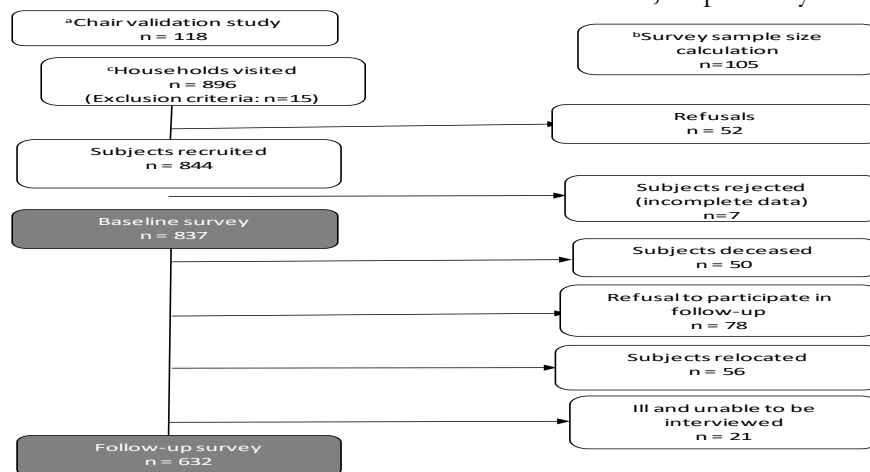 ᵃChair validation study
n = 118
ᵇSurvey sample size
calculation
n=105
ᶜHouseholds visited
n = 896
(Exclusion criteria: n=15)
Refusals
n = 52
Subjects recruited
n = 844
Subjects rejected
(incomplete data)
n=7
Baseline survey
n = 837
Subjects deceased
n = 50
Refusal to participate in
follow-up
n = 78
Subjects relocated
n = 56
Ill and unable to be
interviewed
n = 21
Follow-up survey
n = 632